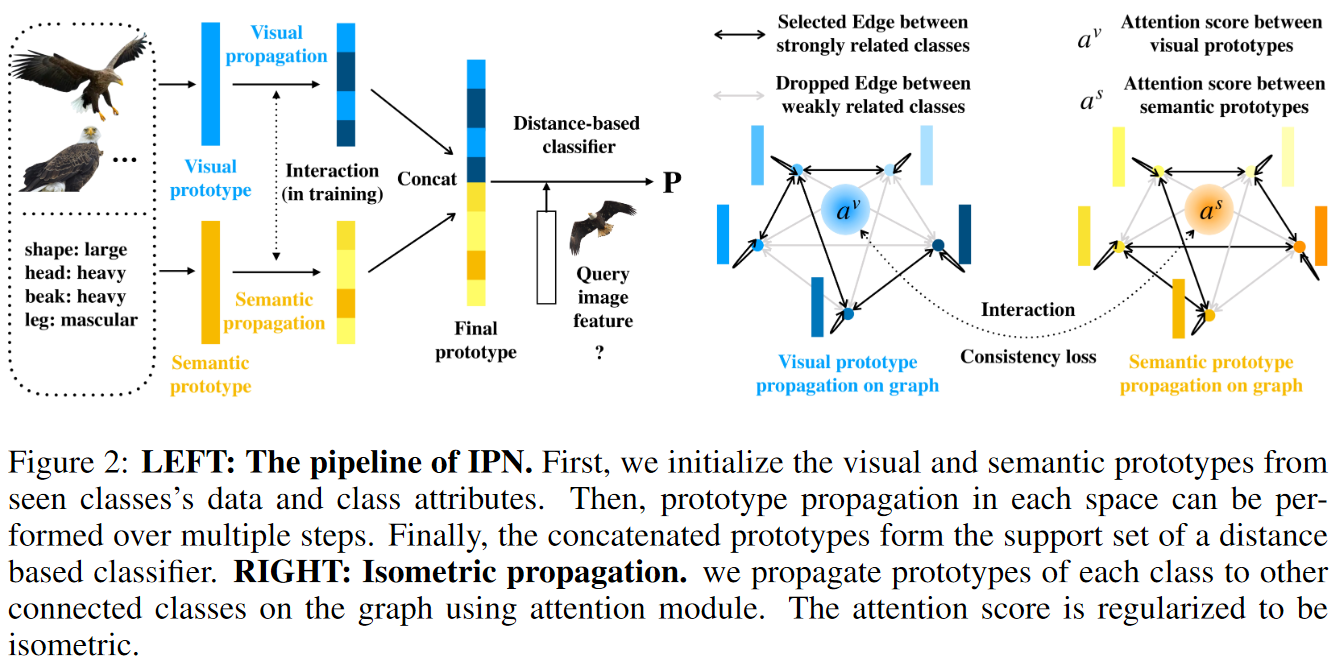 Visual
propagation
Visual
prototype
Interaction
(in training)
shape: large
head: heavy
beak: heavy
leg: mascular
Semantic
propagation
Semantic
prototype
Concat
Final
prototype
Distance-based
classifier
P
Query
image
feature
?
Selected Edge between
strongly related classes
Dropped Edge between
weakly related classes
a^v Attention score between
visual prototypes
a^s Attention score between
semantic prototypes
a^v
a^s
Interaction
Consistency loss
Visual prototype
propagation on graph
Semantic prototype
propagation on graph
Figure 2: LEFT: The pipeline of IPN. First, we initialize the visual and semantic prototypes from
seen classes's data and class attributes. Then, prototype propagation in each space can be per-
formed over multiple steps. Finally, the concatenated prototypes form the support set of a distance
based classifier. RIGHT: Isometric propagation. we propagate prototypes of each class to other
connected classes on the graph using attention module. The attention score is regularized to be
isometric.